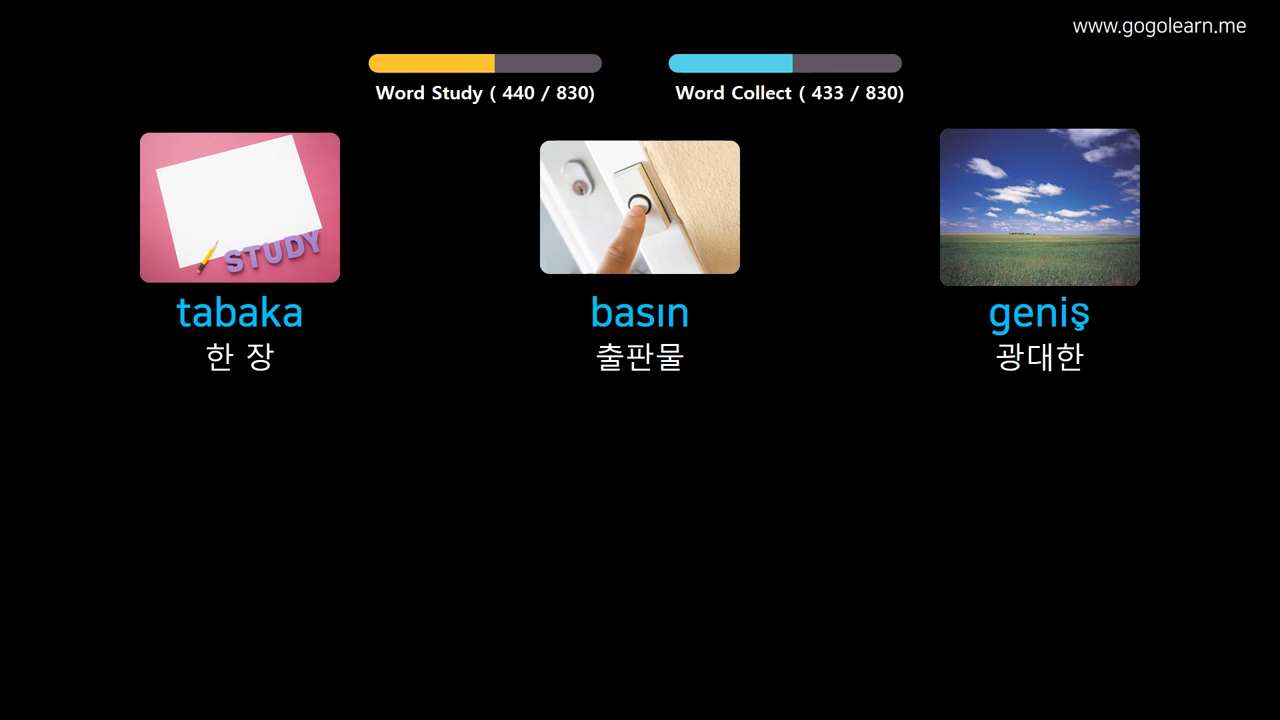 www.gogolearn.me
Word Study ( 440 / 830)
Word Collect ( 433 / 830)
STUDY
tabaka
basın
geniş
한 장
출판물
광대한